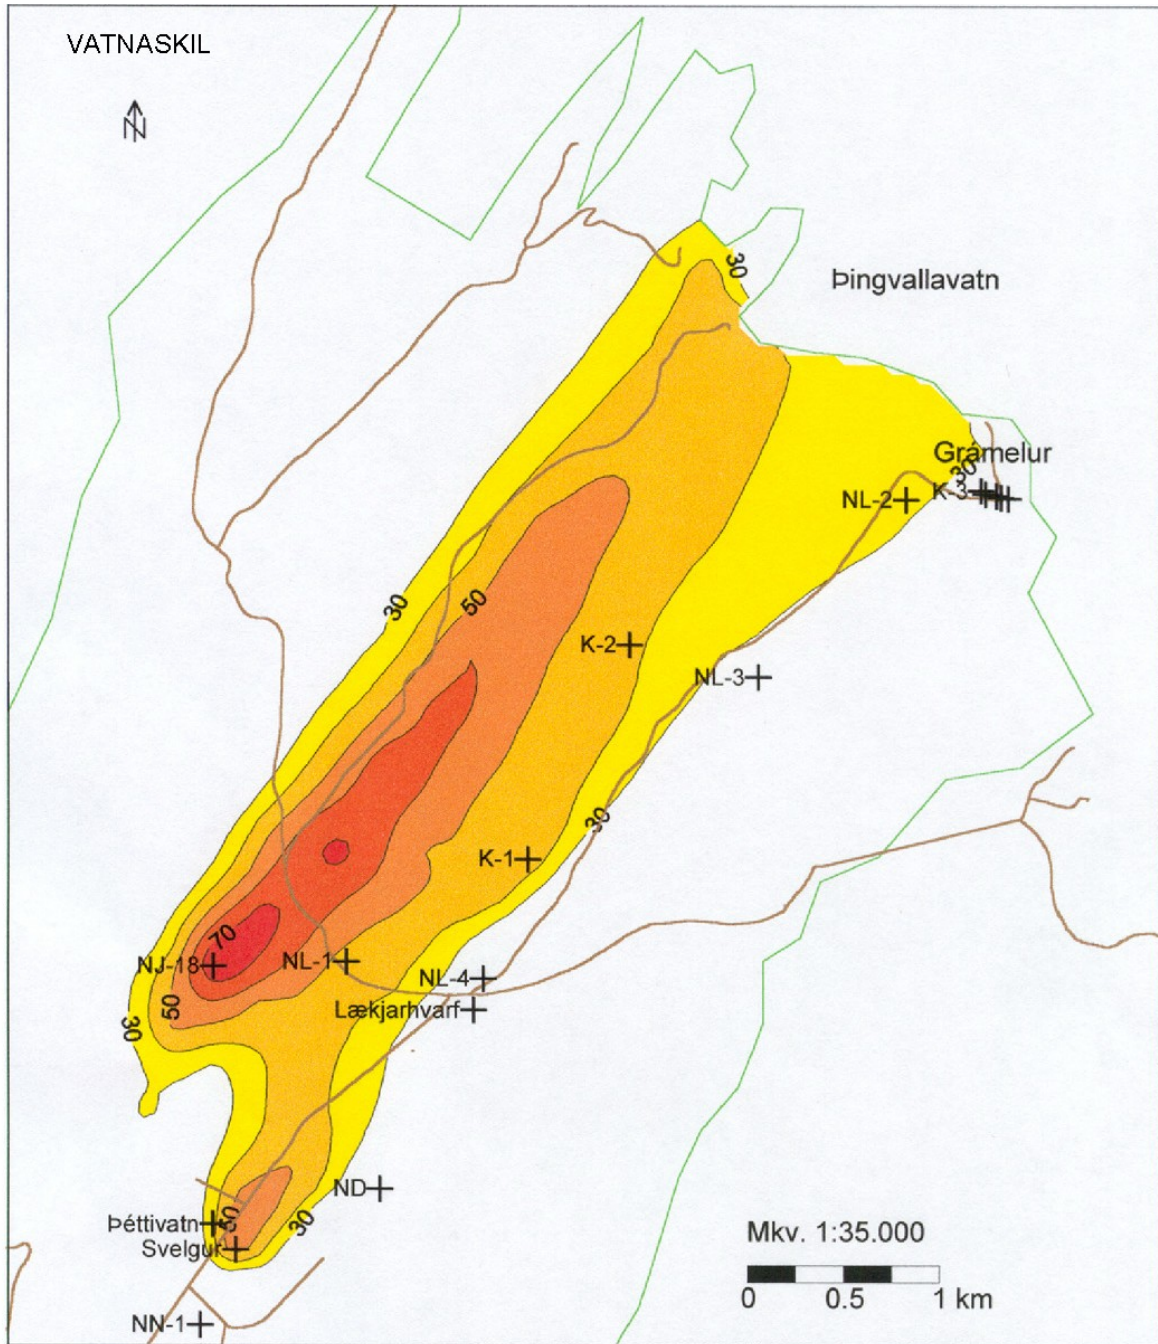 VATNASKIL
N
30
Þingvallavatn
Grámelur
30
K-3
NL-2
30
50
K-2
NL-3
30
K-1
70
NJ-18
NL-1
NL-4
50
Lækjarhvarf
30
ND
50
30
Þéttivatn
Svelgur
Mkv. 1:35.000
0 0.5 1 km
NN-1